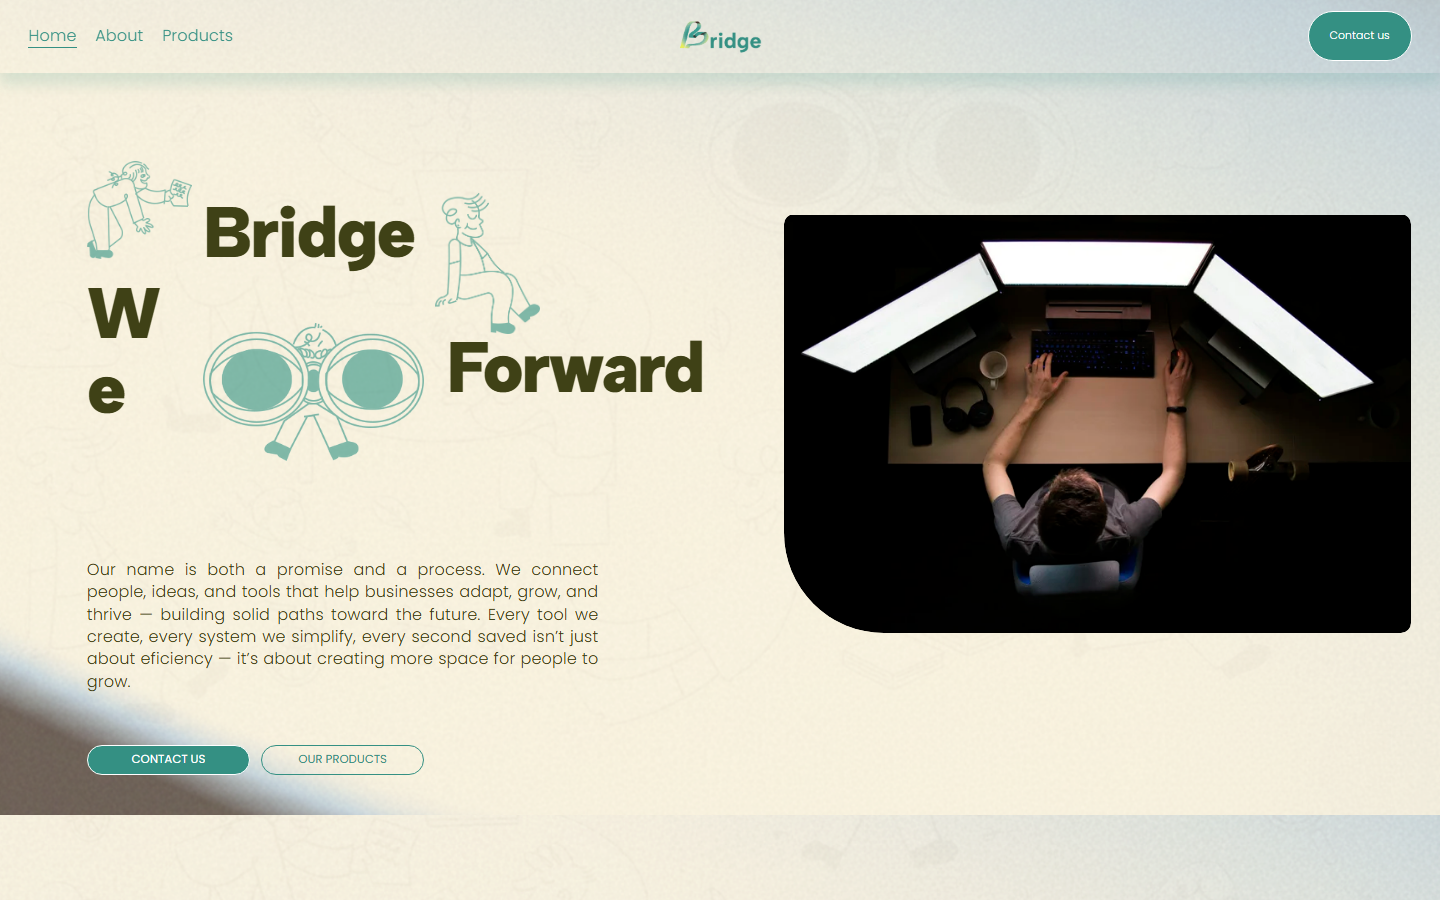 Home About Products
Bridge
Contact us
Bridge
W
e
Forward
Our name is both a promise and a process. We connect
people, ideas, and tools that help businesses adapt, grow, and
thrive — building solid paths toward the future. Every tool we
create, every system we simplify, every second saved isn’t just
about eficiency — it’s about creating more space for people to
grow.
CONTACT US
OUR PRODUCTS